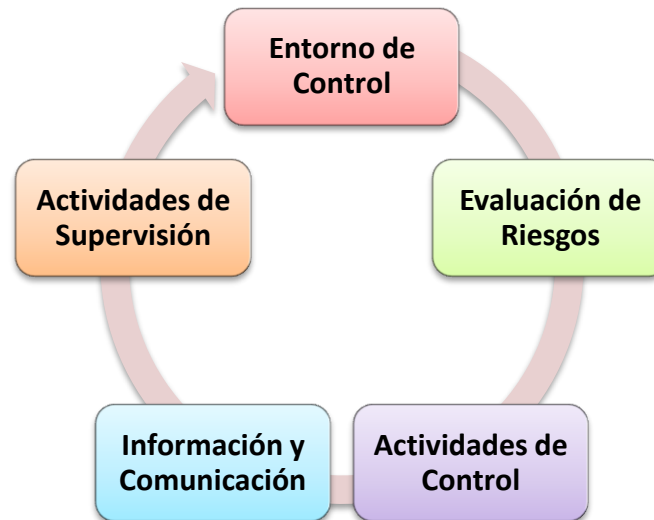 Entorno de
Control
Evaluación de
Riesgos
Actividades de
Control
Información y
Comunicación
Actividades de
Supervisión